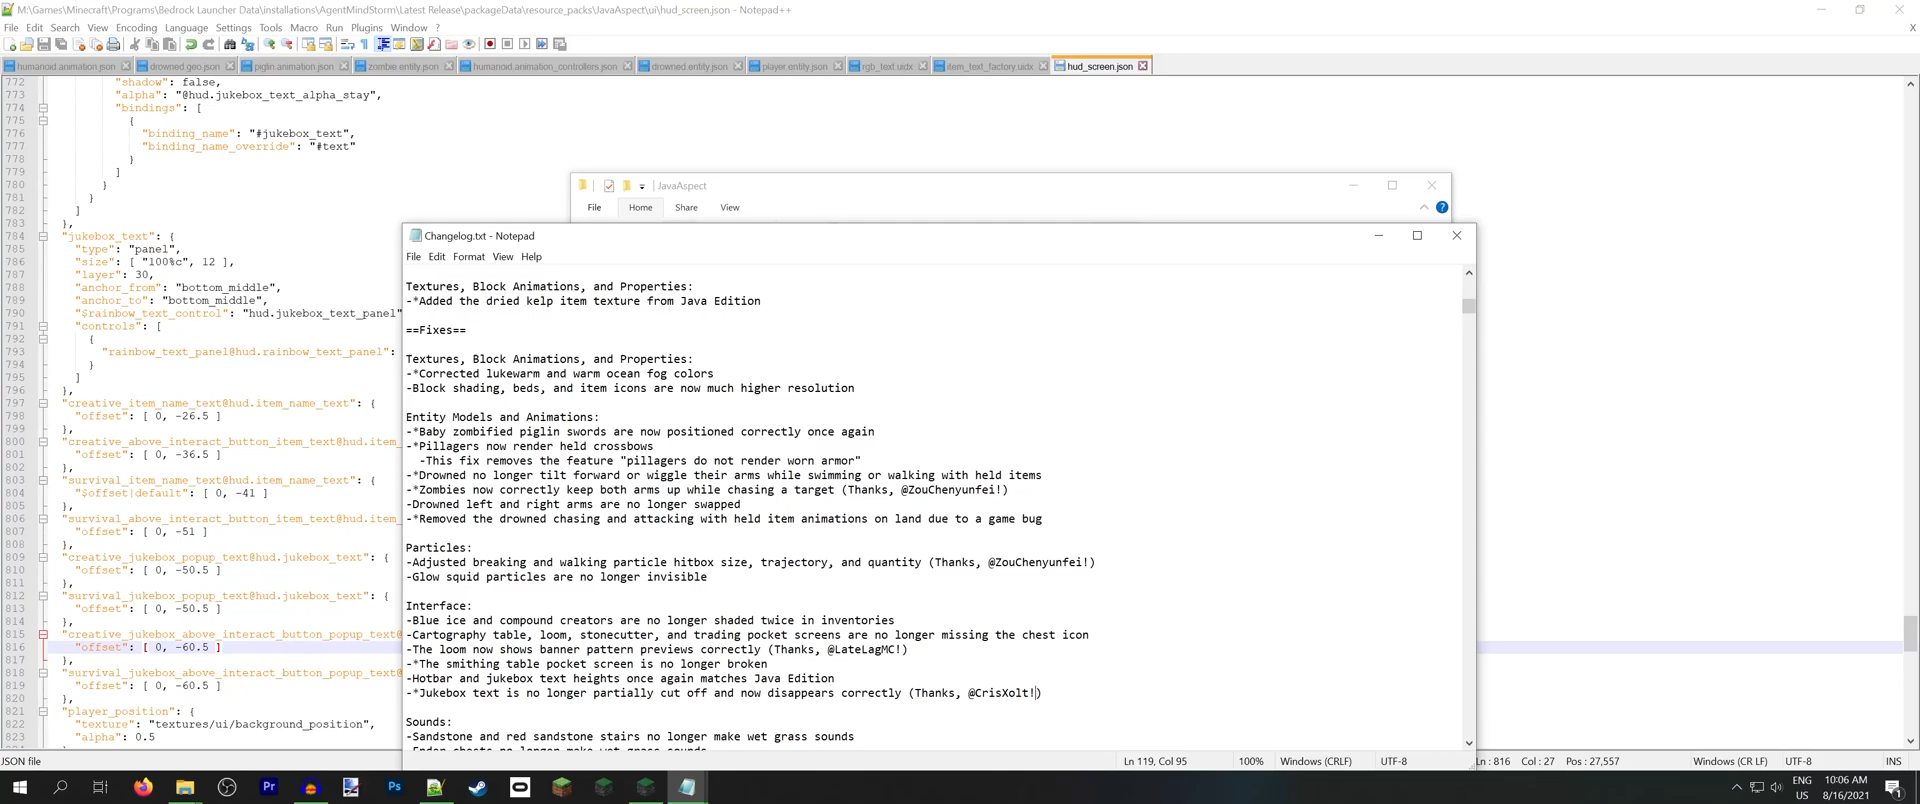 M:\Games\Minecraft\Programs\Bedrock Launcher Data\installations\AgentMindStorm\Latest Release\packageData\resource_packs\JavaAspect\ui\hud_screen.json - Notepad++
File Edit Search View Encoding Language Settings Tools Macro Run Plugins Window ?
X
humanoid.animation.json
drowned.geo.json
piglin.animation.json
zombie.entity.json
humanoid.animation_controllers.json
drowned.entity.json
player.entity.json
rgb_text.uidx
item_text_factory.uidx
hud_screen.json
772 "shadow": false,
773 "alpha": "@hud.jukebox_text_alpha_stay",
774 "bindings": [
775 {
776 "binding_name": "#jukebox_text",
777 "binding_name_override": "#text"
778 }
779 ]
780 }
781 }
782 ]
783 },
784 "jukebox_text": {
785 "type": "panel",
786 "size": [ "100%c", 12 ],
787 "layer": 30,
788 "anchor_from": "bottom_middle",
789 "anchor_to": "bottom_middle",
790 "$rainbow_text_control": "hud.jukebox_text_panel"
791 "controls": [
792 {
793 "rainbow_text_panel@hud.rainbow_text_panel":
794 }
795 ]
796 },
797 "creative_item_name_text@hud.item_name_text": {
798 "offset": [ 0, -26.5 ]
799 },
800 "creative_above_interact_button_item_text@hud.item_
801 "offset": [ 0, -36.5 ]
802 },
803 "survival_item_name_text@hud.item_name_text": {
804 "$offset|default": [ 0, -41 ]
805 },
806 "survival_above_interact_button_item_text@hud.item_
807 "offset": [ 0, -51 ]
808 },
809 "creative_jukebox_popup_text@hud.jukebox_text": {
810 "offset": [ 0, -50.5 ]
811 },
812 "survival_jukebox_popup_text@hud.jukebox_text": {
813 "offset": [ 0, -50.5 ]
814 },
815 "creative_jukebox_above_interact_button_popup_text@
816 "offset": [ 0, -60.5 ]
817 },
818 "survival_jukebox_above_interact_button_popup_text@
819 "offset": [ 0, -60.5 ]
820 },
821 "player_position": {
822 "texture": "textures/ui/background_position",
823 "alpha": 0.5
JavaAspect
File Home Share View
Changelog.txt - Notepad
File Edit Format View Help
Textures, Block Animations, and Properties:
-*Added the dried kelp item texture from Java Edition
==Fixes==
Textures, Block Animations, and Properties:
-*Corrected lukewarm and warm ocean fog colors
-Block shading, beds, and item icons are now much higher resolution
Entity Models and Animations:
-*Baby zombified piglin swords are now positioned correctly once again
-*Pillagers now render held crossbows
-This fix removes the feature "pillagers do not render worn armor"
-*Drowned no longer tilt forward or wiggle their arms while swimming or walking with held items
-*Zombies now correctly keep both arms up while chasing a target (Thanks, @ZouChenyunfei!)
-Drowned left and right arms are no longer swapped
-*Removed the drowned chasing and attacking with held item animations on land due to a game bug
Particles:
-Adjusted breaking and walking particle hitbox size, trajectory, and quantity (Thanks, @ZouChenyunfei!)
-Glow squid particles are no longer invisible
Interface:
-Blue ice and compound creators are no longer shaded twice in inventories
-Cartography table, loom, stonecutter, and trading pocket screens are no longer missing the chest icon
-The loom now shows banner pattern previews correctly (Thanks, @LateLagMC!)
-*The smithing table pocket screen is no longer broken
-Hotbar and jukebox text heights once again matches Java Edition
-*Jukebox text is no longer partially cut off and now disappears correctly (Thanks, @CrisXolt!)
Sounds:
-Sandstone and red sandstone stairs no longer make wet grass sounds
-Ender chests no longer make wet grass sounds
Ln 119, Col 95 100% Windows (CRLF) UTF-8
JSON file
Ln : 816 Col : 27 Pos : 27,557 Windows (CR LF) UTF-8 INS
Pr
Ps
ENG
US
10:06 AM
8/16/2021
1